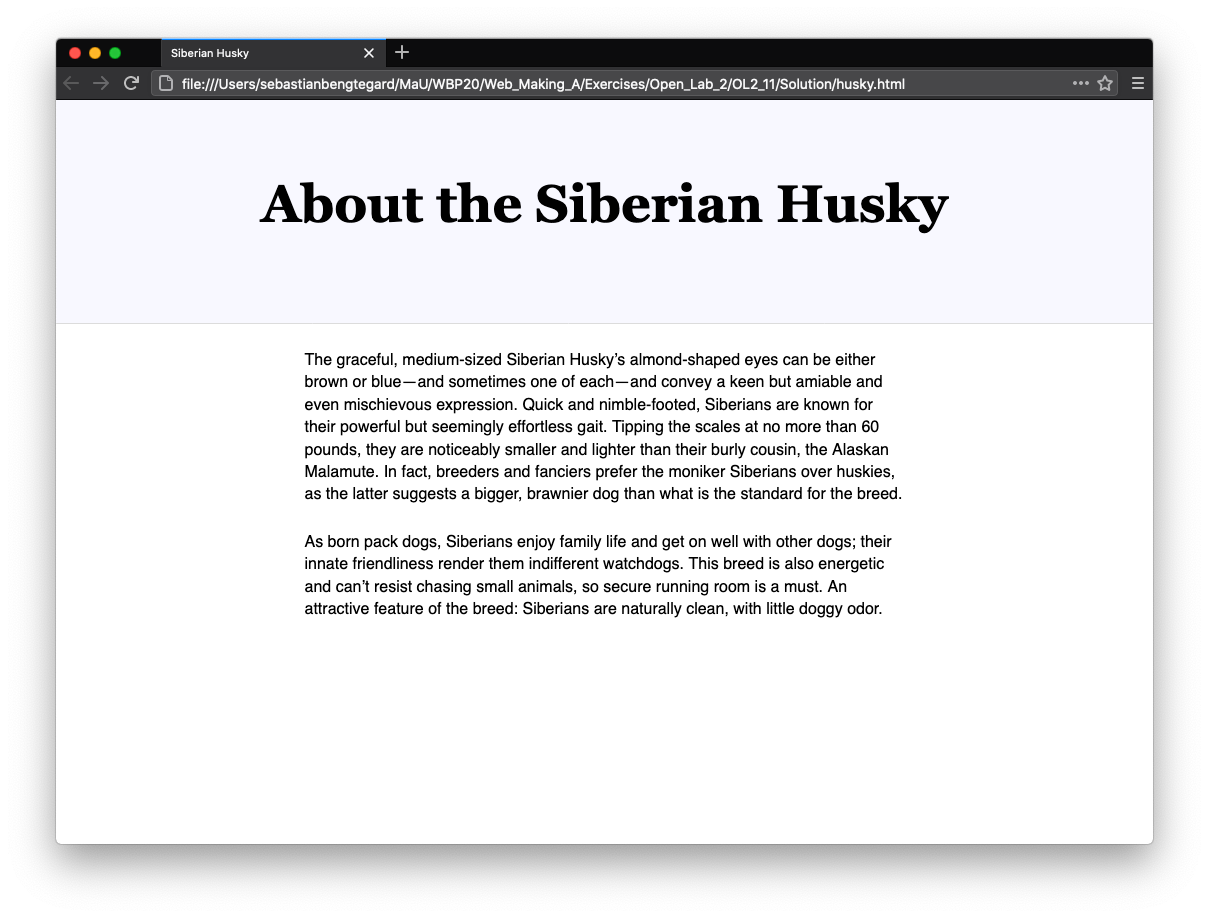 Siberian Husky
file:///Users/sebastianbengtegard/MaU/WBP20/Web_Making_A/Exercises/Open_Lab_2/OL2_11/Solution/husky.html
About the Siberian Husky
The graceful, medium-sized Siberian Husky’s almond-shaped eyes can be either
brown or blue—and sometimes one of each—and convey a keen but amiable and
even mischievous expression. Quick and nimble-footed, Siberians are known for
their powerful but seemingly effortless gait. Tipping the scales at no more than 60
pounds, they are noticeably smaller and lighter than their burly cousin, the Alaskan
Malamute. In fact, breeders and fanciers prefer the moniker Siberians over huskies,
as the latter suggests a bigger, brawnier dog than what is the standard for the breed.
As born pack dogs, Siberians enjoy family life and get on well with other dogs; their
innate friendliness render them indifferent watchdogs. This breed is also energetic
and can’t resist chasing small animals, so secure running room is a must. An
attractive feature of the breed: Siberians are naturally clean, with little doggy odor.